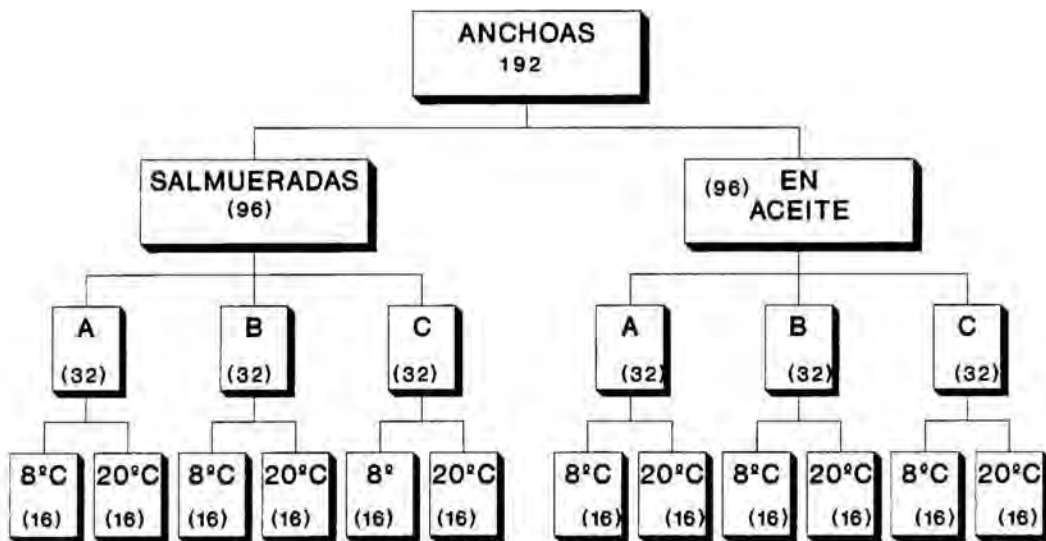 ANCHOAS
192
SALMUERADAS
(96)
(96) EN
ACEITE
A
B
C
A
B
C
(32)
(32)
(32)
(32)
(32)
(32)
8ºC
20ºC
8ºC
20ºC
8º
20ºC
8ºC
20ºC
8ºC
20ºC
8ºC
20ºC
(16)
(16)
(16)
(16)
(16)
(16)
(16)
(16)
(16)
(16)
(16)
(16)